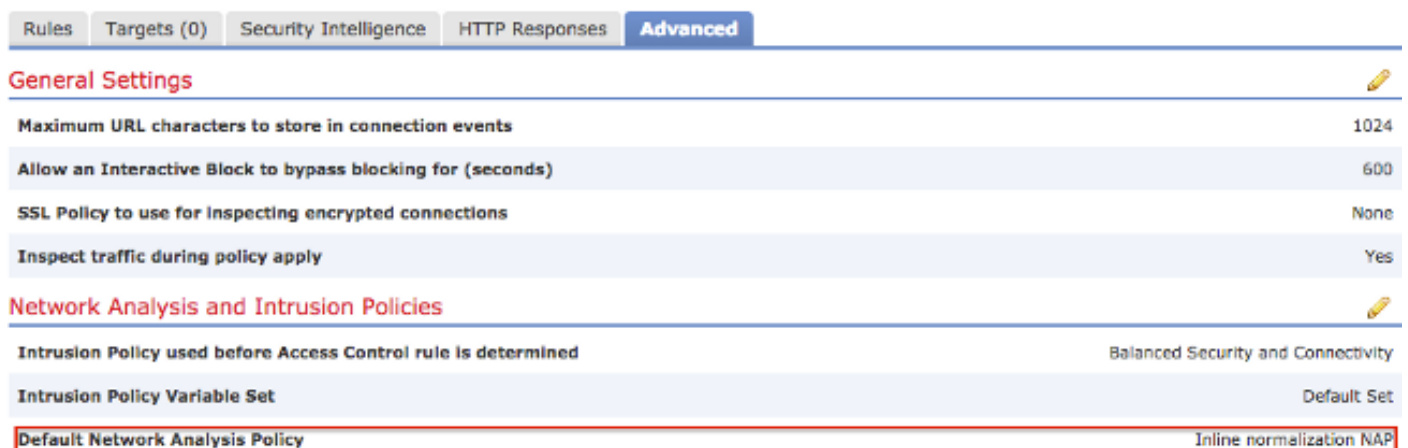 Rules Targets (0) Security Intelligence HTTP Responses Advanced
General Settings
Maximum URL characters to store in connection events 1024
Allow an Interactive Block to bypass blocking for (seconds) 600
SSL Policy to use for inspecting encrypted connections None
Inspect traffic during policy apply Yes
Network Analysis and Intrusion Policies
Intrusion Policy used before Access Control rule is determined Balanced Security and Connectivity
Intrusion Policy Variable Set Default Set
Default Network Analysis Policy Inline normalization NAP